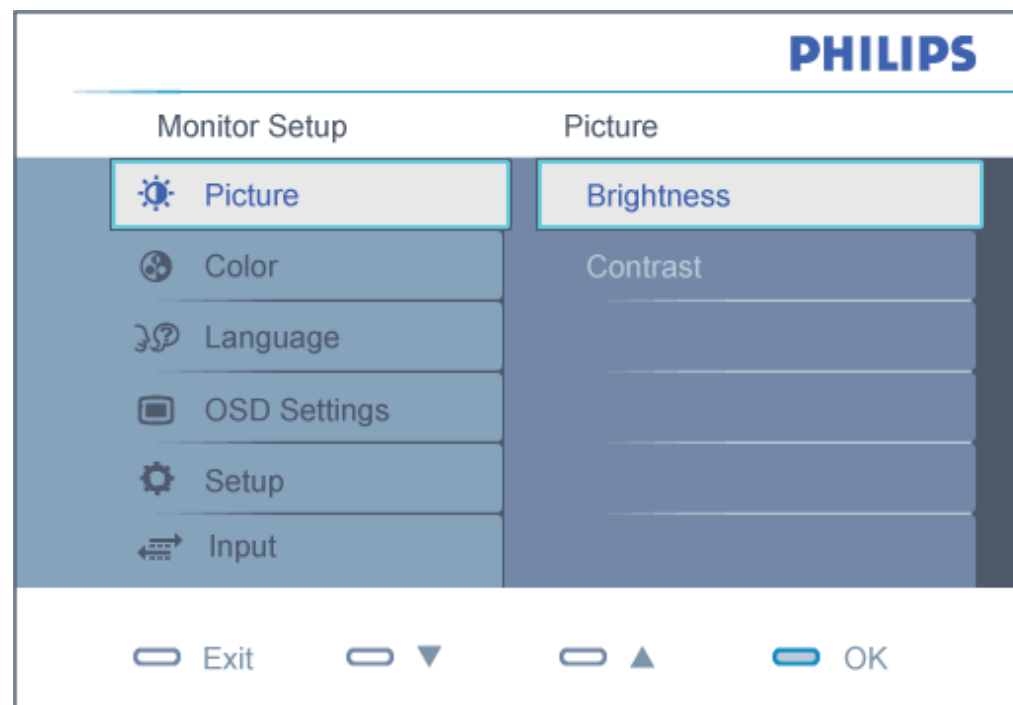 PHILIPS
Monitor Setup
Picture
Picture
Brightness
Color
Contrast
Language
OSD Settings
Setup
Input
Exit
OK